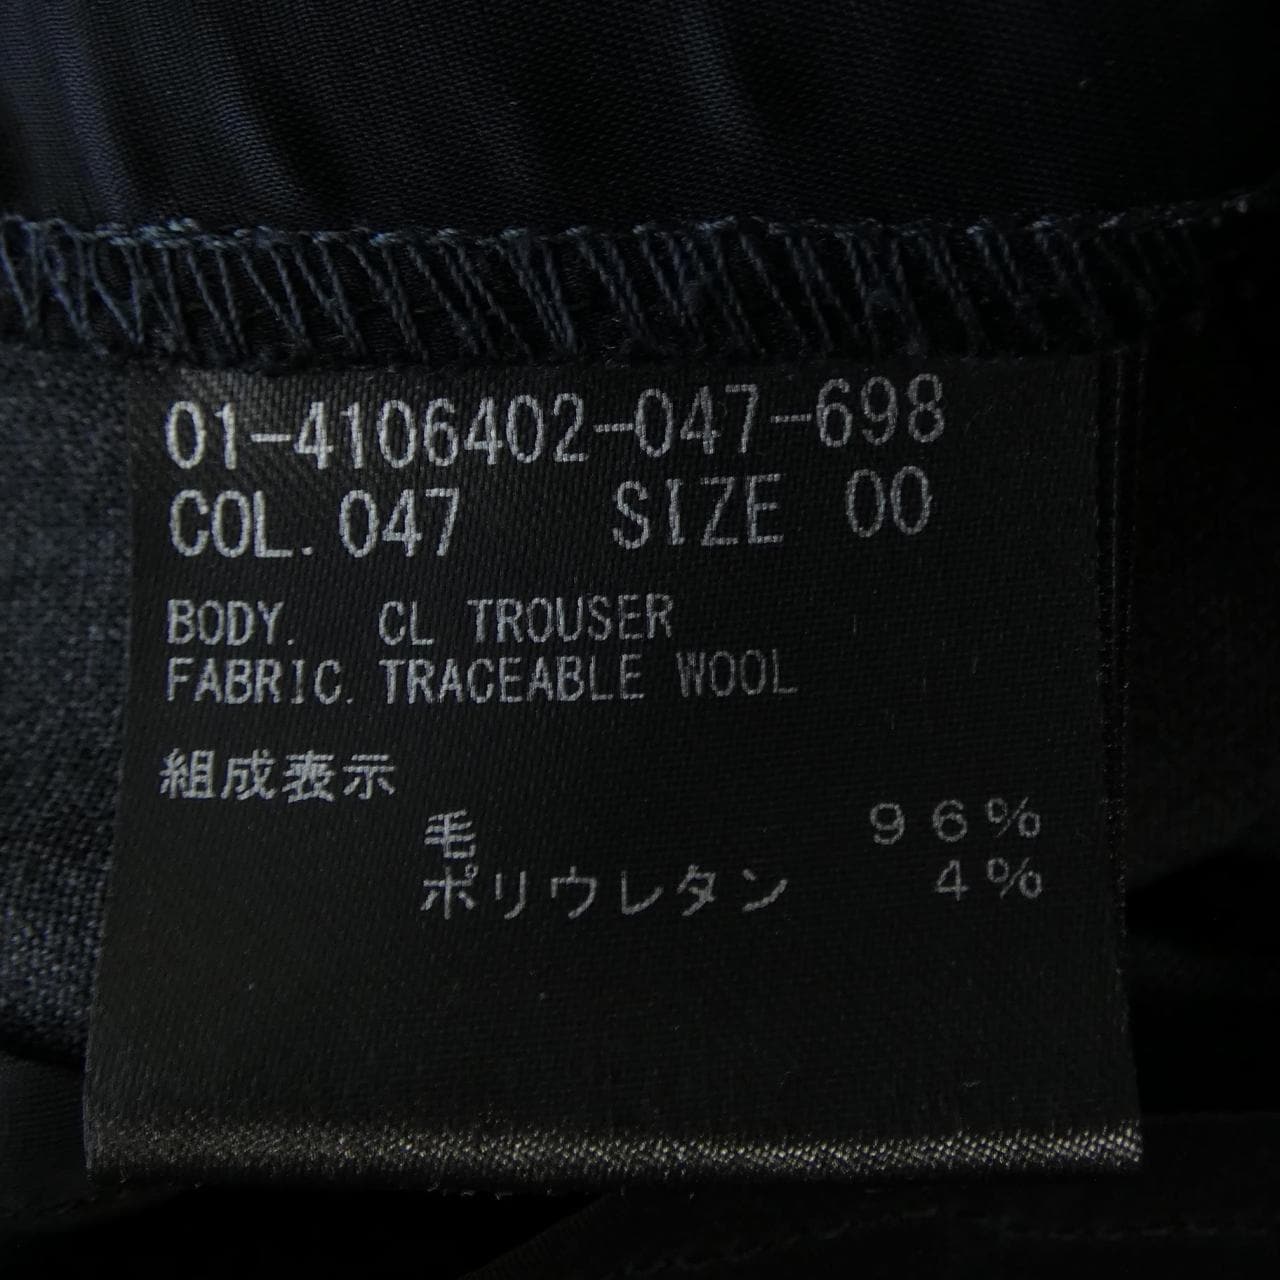 01-4106402-047-698
COL. 047 SIZE 00
BODY. CL TROUSER
FABRIC. TRACEABLE WOOL
組成表示
毛 96%
ポリウレタン 4%